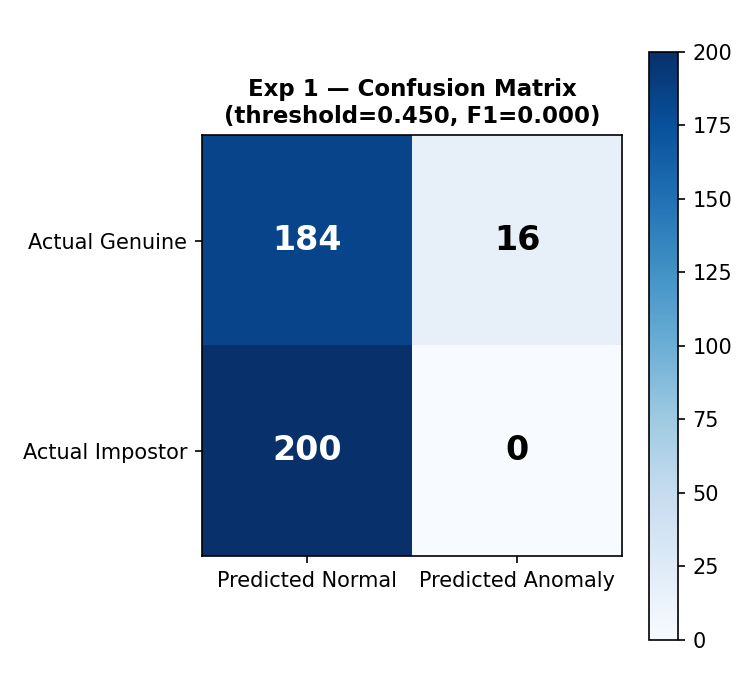 Exp 1 — Confusion Matrix
(threshold=0.450, F1=0.000)
Actual Genuine
184
16
Actual Impostor
200
0
Predicted Normal
Predicted Anomaly
200
175
150
125
100
75
50
25
0